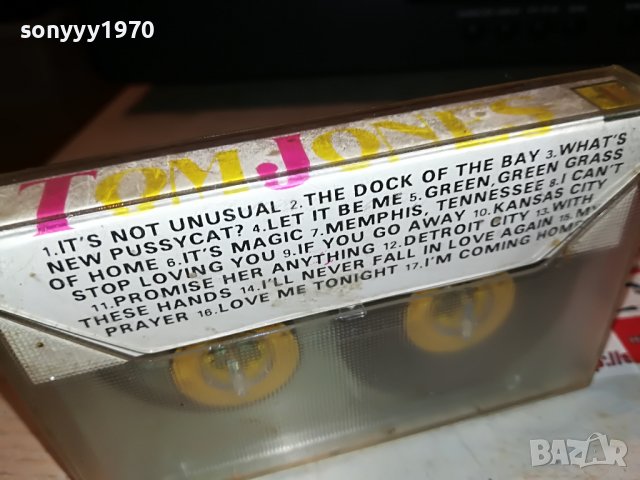 sonyyy1970
TOM JONES
1.IT'S NOT UNUSUAL 2.THE DOCK OF THE BAY 3.WHAT'S
NEW PUSSYCAT? 4.LET IT BE ME 5.GREEN,GREEN GRASS
OF HOME 6.IT'S MAGIC 7.MEMPHIS, TENNESSEE 8.I CAN'T
STOP LOVING YOU 9.IF YOU GO AWAY 10.KANSAS CITY
11.PROMISE HER ANYTHING 12.DETROIT CITY 13.WITH
THESE HANDS 14.I'LL NEVER FALL IN LOVE AGAIN 15.MY
PRAYER 16.LOVE ME TONIGHT 17.I'M COMING HOME
BAZAR
bg